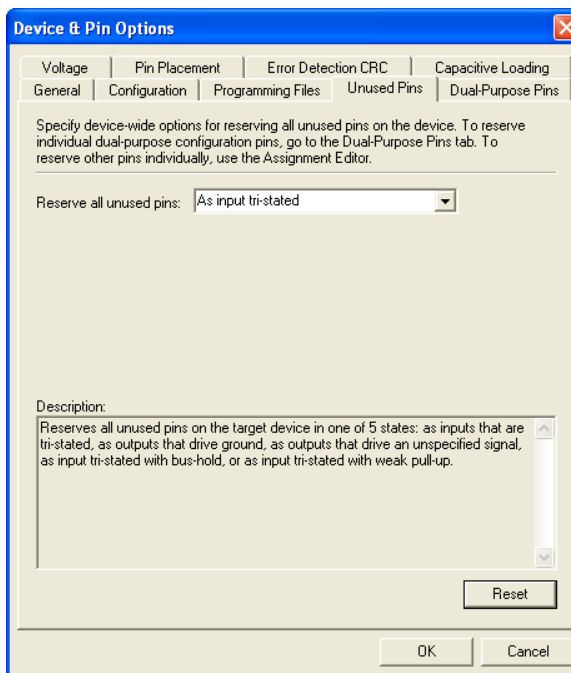 Device & Pin Options
Voltage Pin Placement Error Detection CRC Capacitive Loading
General Configuration Programming Files Unused Pins Dual-Purpose Pins
Specify device-wide options for reserving all unused pins on the device. To reserve
individual dual-purpose configuration pins, go to the Dual-Purpose Pins tab. To
reserve other pins individually, use the Assignment Editor.
Reserve all unused pins: As input tri-stated
Description:
Reserves all unused pins on the target device in one of 5 states: as inputs that are
tri-stated, as outputs that drive ground, as outputs that drive an unspecified signal,
as input tri-stated with bus-hold, or as input tri-stated with weak pull-up.
Reset
OK Cancel